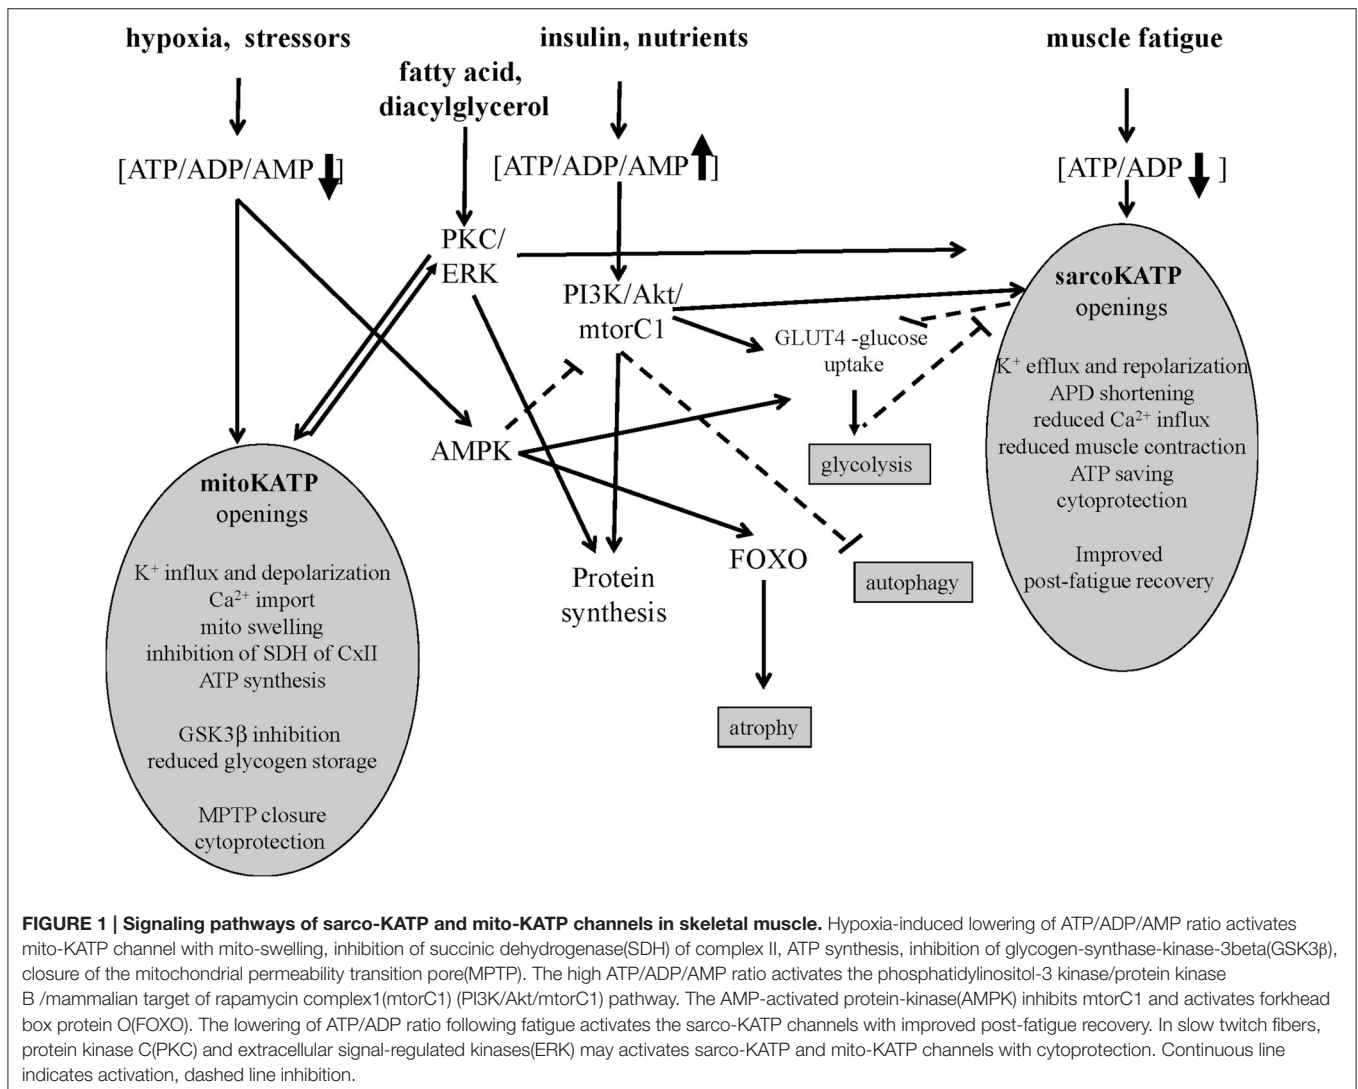 hypoxia, stressors
insulin, nutrients
muscle fatigue
fatty acid,
diacylglycerol
[ATP/ADP/AMP ]
[ATP/ADP/AMP ]
[ATP/ADP ]
PKC/
ERK
PI3K/Akt/
mtorC1
GLUT4 -glucose
uptake
AMPK
glycolysis
sarcoKATP
openings
K⁺ efflux and repolarization
APD shortening
reduced Ca²⁺ influx
reduced muscle contraction
ATP saving
cytoprotection
Improved
post-fatigue recovery
mitoKATP
openings
K⁺ influx and depolarization
Ca²⁺ import
mito swelling
inhibition of SDH of CxII
ATP synthesis
GSK3β inhibition
reduced glycogen storage
MPTP closure
cytoprotection
Protein
synthesis
FOXO
autophagy
atrophy
FIGURE 1 | Signaling pathways of sarco-KATP and mito-KATP channels in skeletal muscle. Hypoxia-induced lowering of ATP/ADP/AMP ratio activates
mito-KATP channel with mito-swelling, inhibition of succinic dehydrogenase(SDH) of complex II, ATP synthesis, inhibition of glycogen-synthase-kinase-3beta(GSK3β),
closure of the mitochondrial permeability transition pore(MPTP). The high ATP/ADP/AMP ratio activates the phosphatidylinositol-3 kinase/protein kinase
B /mammalian target of rapamycin complex1(mtorC1) (PI3K/Akt/mtorC1) pathway. The AMP-activated protein-kinase(AMPK) inhibits mtorC1 and activates forkhead
box protein O(FOXO). The lowering of ATP/ADP ratio following fatigue activates the sarco-KATP channels with improved post-fatigue recovery. In slow twitch fibers,
protein kinase C(PKC) and extracellular signal-regulated kinases(ERK) may activates sarco-KATP and mito-KATP channels with cytoprotection. Continuous line
indicates activation, dashed line inhibition.